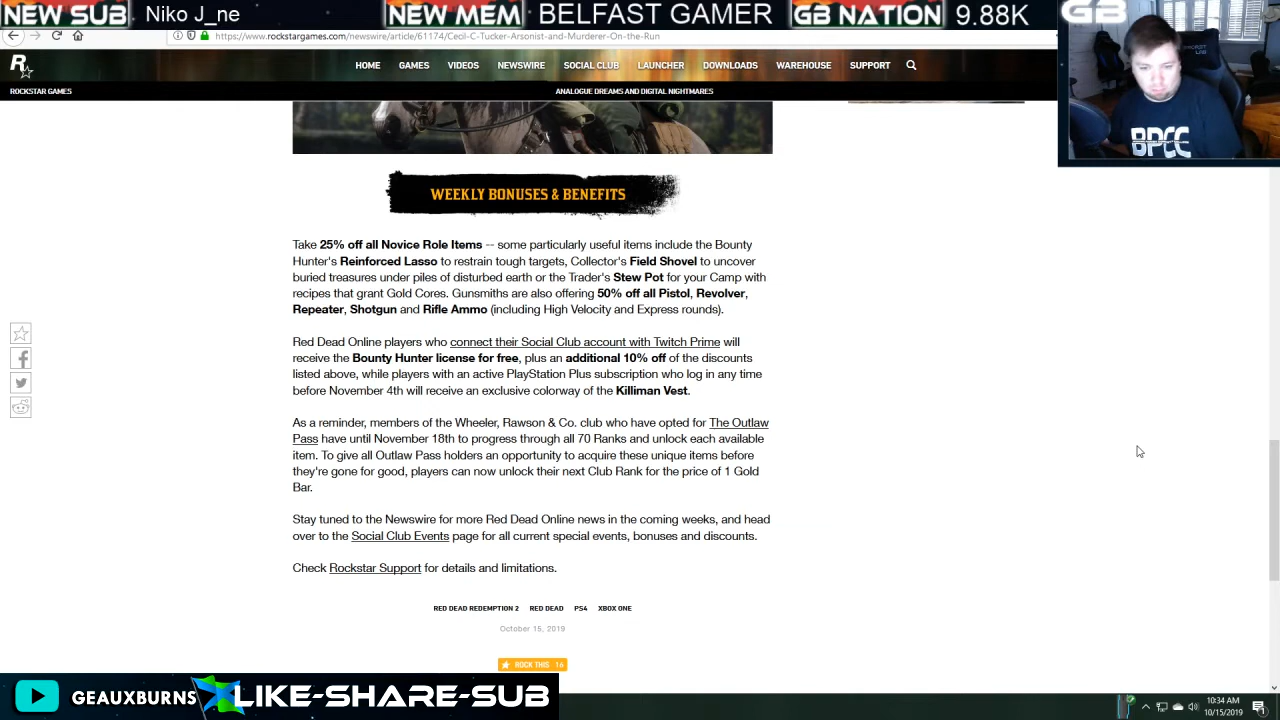 NEW SUB Niko J_ne NEW MEM BELFAST GAMER GB NATION 9.88K GB
https://www.rockstargames.com/newswire/article/61174/Cecil-C-Tucker-Arsonist-and-Murderer-On-the-Run
R
HOME GAMES VIDEOS NEWSWIRE SOCIAL CLUB LAUNCHER DOWNLOADS WAREHOUSE SUPPORT
ROCKSTAR GAMES ANALOGUE DREAMS AND DIGITAL NIGHTMARES
BPCC
WEEKLY BONUSES & BENEFITS
Take 25% off all Novice Role Items -- some particularly useful items include the Bounty
Hunter's Reinforced Lasso to restrain tough targets, Collector's Field Shovel to uncover
buried treasures under piles of disturbed earth or the Trader's Stew Pot for your Camp with
recipes that grant Gold Cores. Gunsmiths are also offering 50% off all Pistol, Revolver,
Repeater, Shotgun and Rifle Ammo (including High Velocity and Express rounds).
Red Dead Online players who connect their Social Club account with Twitch Prime will
receive the Bounty Hunter license for free, plus an additional 10% off of the discounts
listed above, while players with an active PlayStation Plus subscription who log in any time
before November 4th will receive an exclusive colorway of the Killiman Vest.
As a reminder, members of the Wheeler, Rawson & Co. club who have opted for The Outlaw
Pass have until November 18th to progress through all 70 Ranks and unlock each available
item. To give all Outlaw Pass holders an opportunity to acquire these unique items before
they're gone for good, players can now unlock their next Club Rank for the price of 1 Gold
Bar.
Stay tuned to the Newswire for more Red Dead Online news in the coming weeks, and head
over to the Social Club Events page for all current special events, bonuses and discounts.
Check Rockstar Support for details and limitations.
RED DEAD REDEMPTION 2 RED DEAD PS4 XBOX ONE
October 15, 2019
ROCK THIS 16
GEAUXBURNS LIKE-SHARE-SUB
10:34 AM
10/15/2019